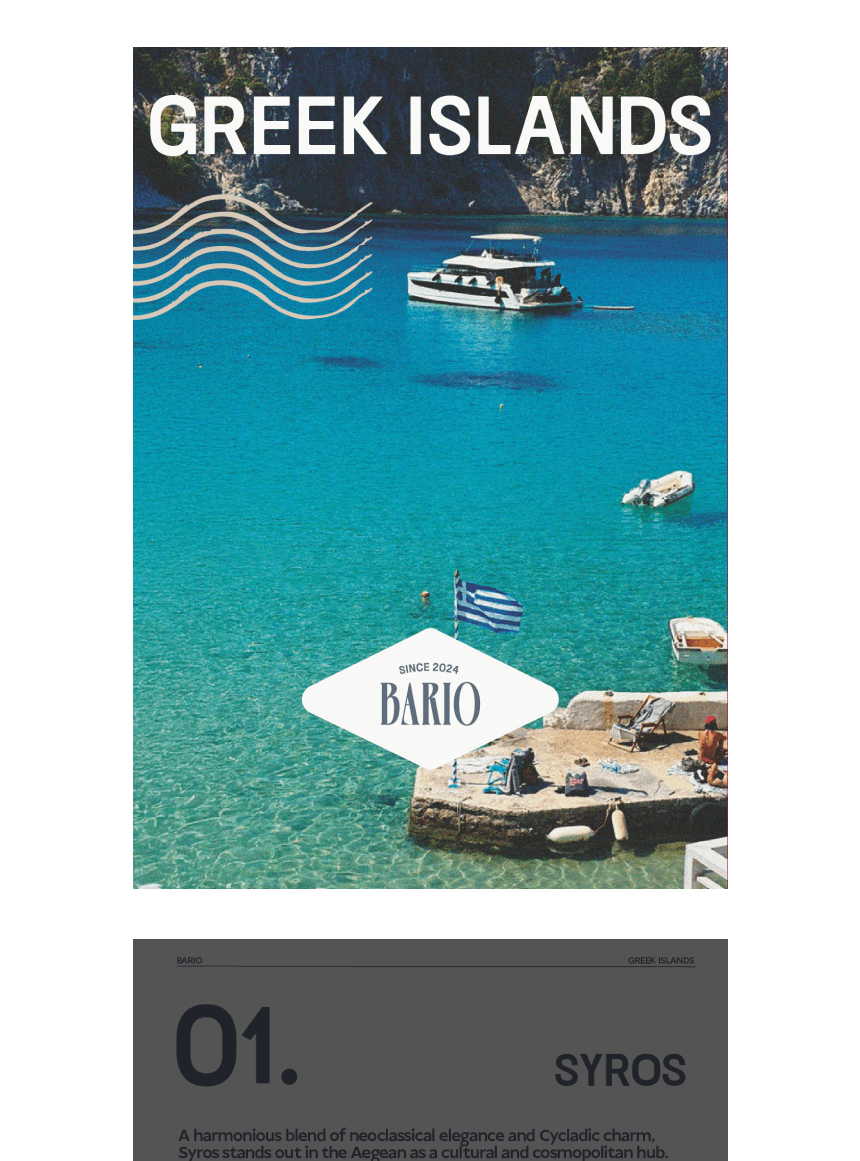 GREEK ISLANDS
SINCE 2024
BARIO
BARIO
GREEK ISLANDS
01.
SYROS
A harmonious blend of neoclassical elegance and Cycladic charm,
Syros stands out in the Aegean as a cultural and cosmopolitan hub.